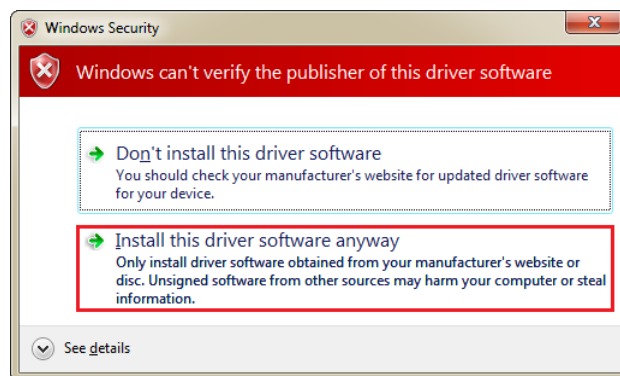 Windows Security
Windows can't verify the publisher of this driver software
Don't install this driver software
You should check your manufacturer's website for updated driver software
for your device.
Install this driver software anyway
Only install driver software obtained from your manufacturer's website or
disc. Unsigned software from other sources may harm your computer or steal
information.
See details